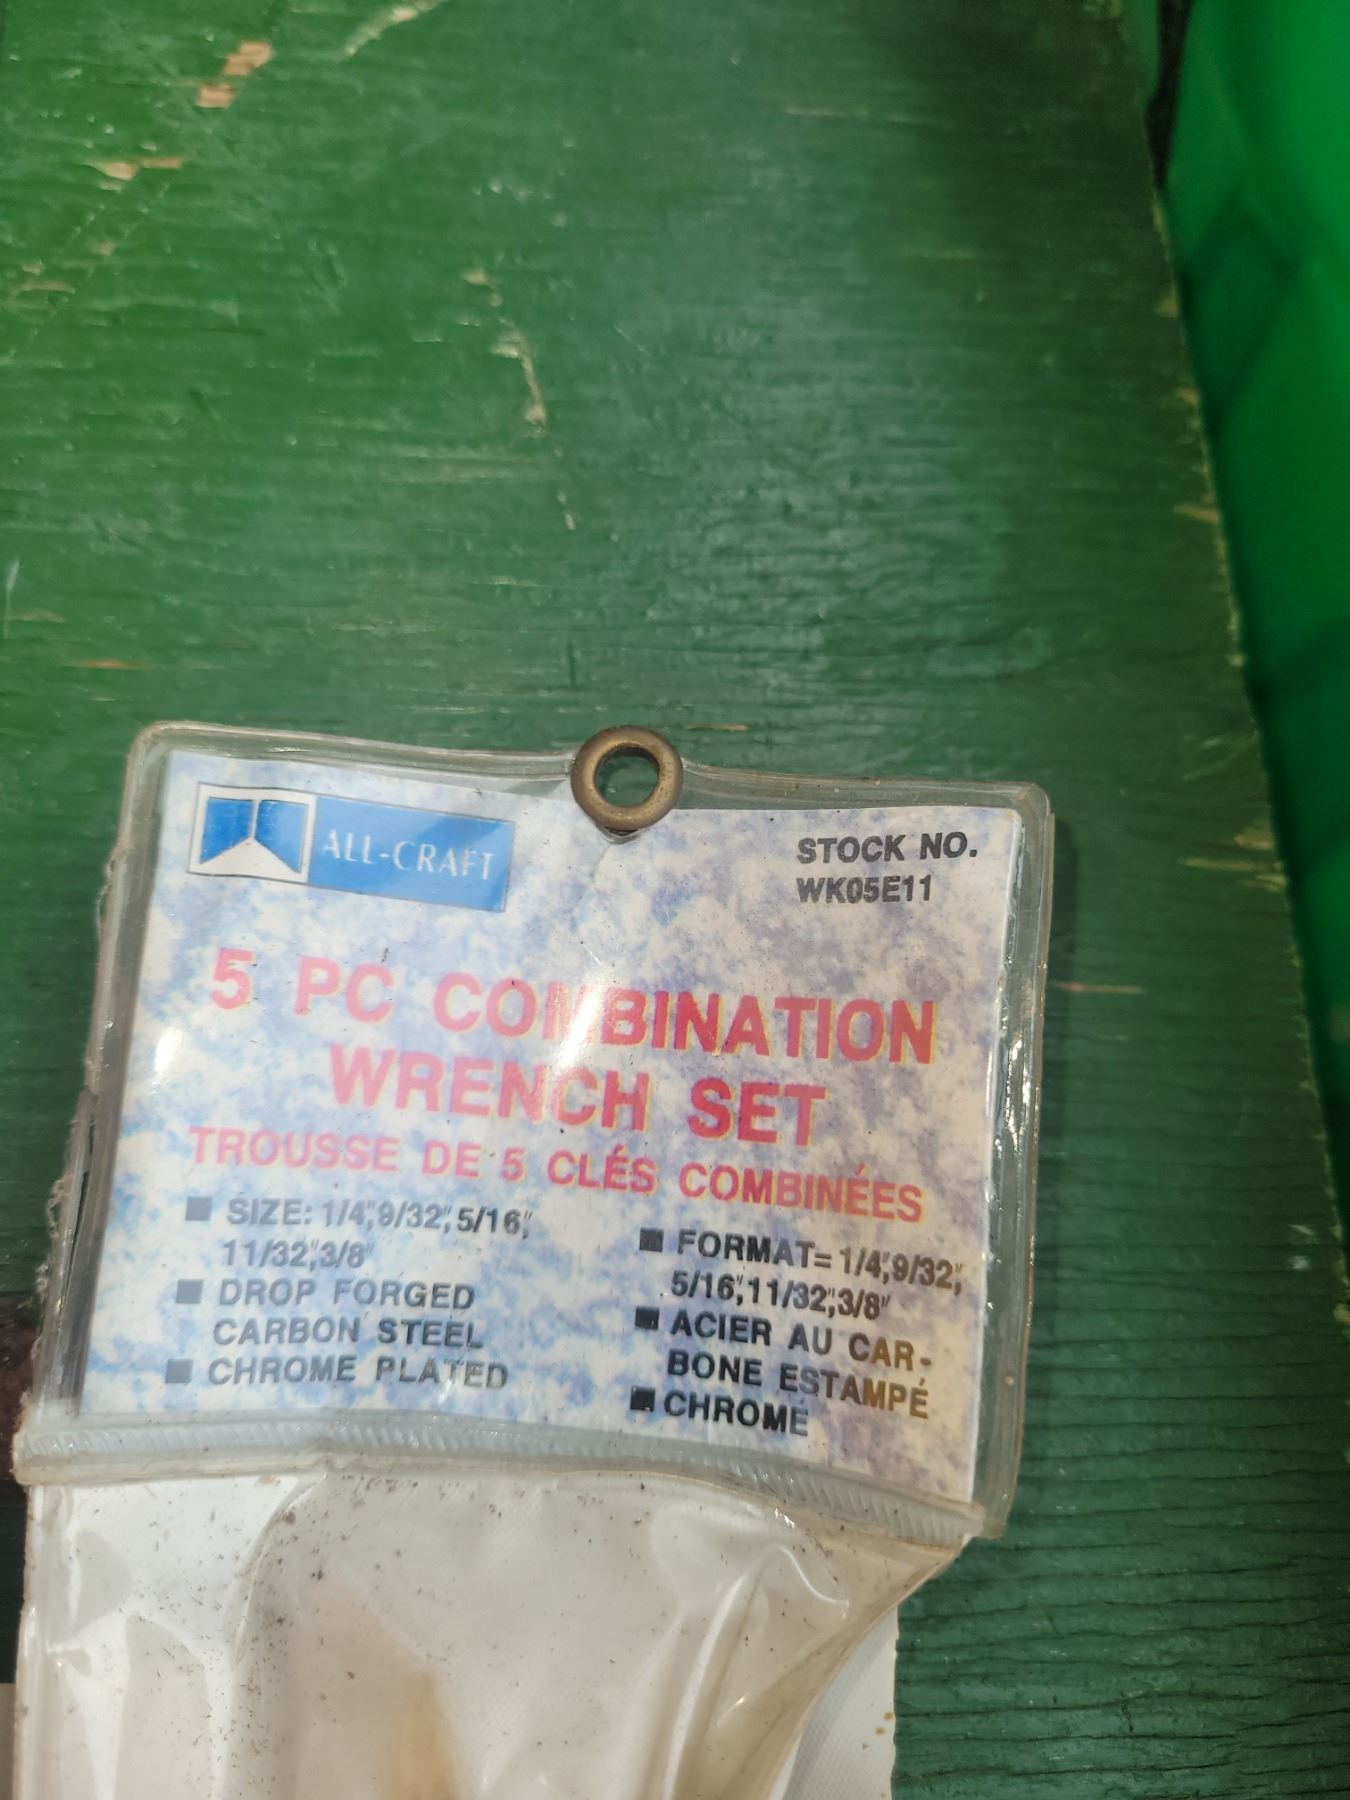 ALL-CRAFT
STOCK NO.
WK05E11
5 PC COMBINATION
WRENCH SET
TROUSSE DE 5 CLÉS COMBINÉES
■ SIZE: 1/4",9/32",5/16",
11/32",3/8"
■ DROP FORGED
CARBON STEEL
■ CHROME PLATED
■ FORMAT= 1/4",9/32",
5/16",11/32",3/8"
■ ACIER AU CAR-
BONE ESTAMPÉ
■ CHROMÉ